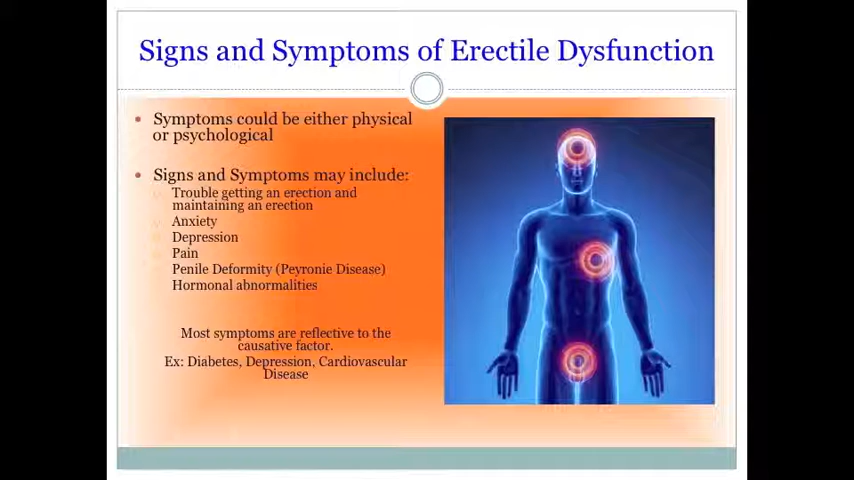 Signs and Symptoms of Erectile Dysfunction
Symptoms could be either physical
or psychological
Signs and Symptoms may include:
Trouble getting an erection and
maintaining an erection
Anxiety
Depression
Pain
Penile Deformity (Peyronie Disease)
Hormonal abnormalities
Most symptoms are reflective to the
causative factor.
Ex: Diabetes, Depression, Cardiovascular
Disease